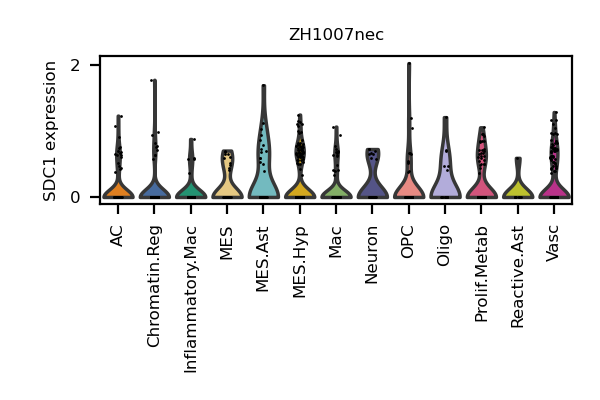 ZH1007nec
SDC1 expression
2
0
AC
Chromatin.Reg
Inflammatory.Mac
MES
MES.Ast
MES.Hyp
Mac
Neuron
OPC
Oligo
Prolif.Metab
Reactive.Ast
Vasc